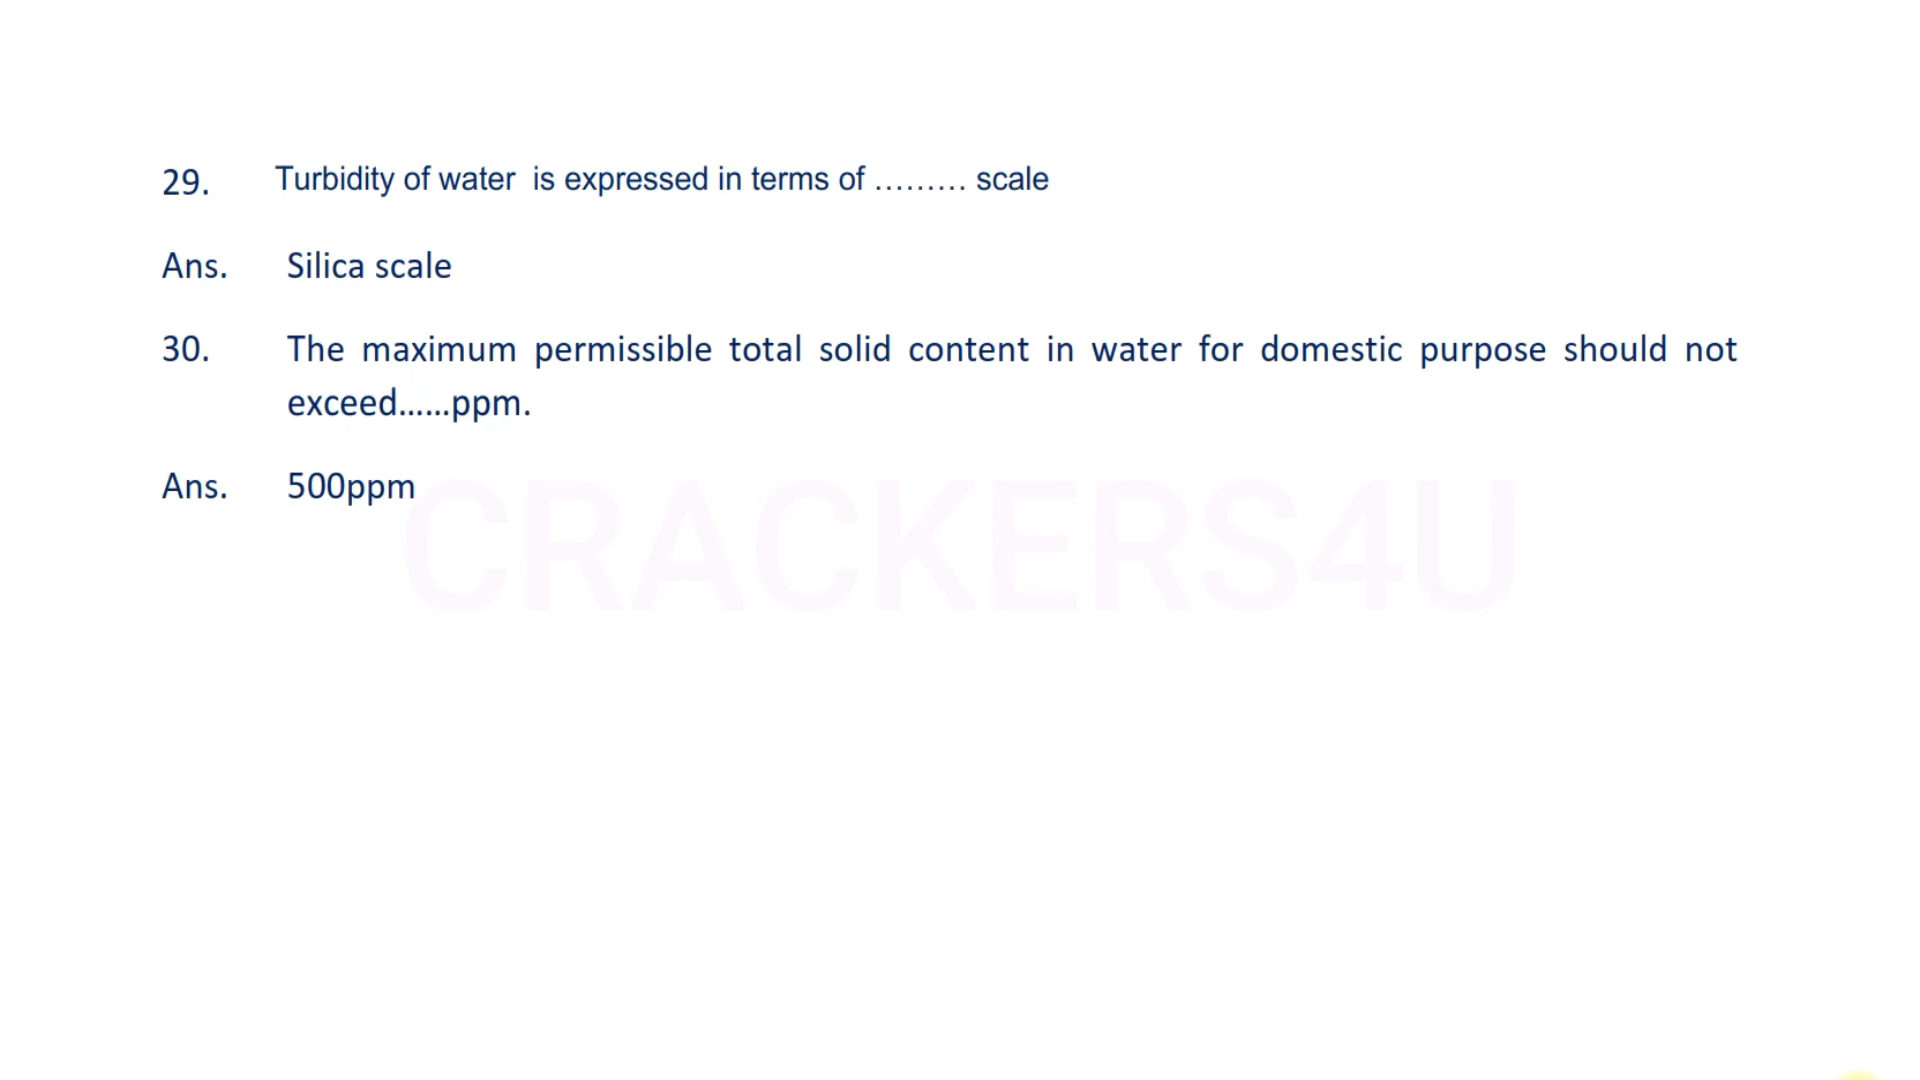 29. Turbidity of water is expressed in terms of ......... scale
Ans. Silica scale
30. The maximum permissible total solid content in water for domestic purpose should not
exceed......ppm.
Ans. 500ppm
CRACKERS4U